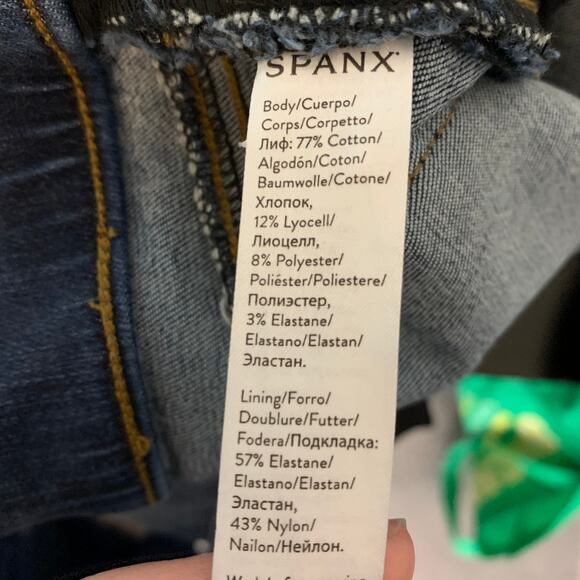 SPANX
Body/Cuerpo/
Corps/Corpetto/
Лиф: 77% Cotton/
Algodón/Coton/
Baumwolle/Cotone/
Хлопок,
12% Lyocell/
Лиоцелл,
8% Polyester/
Poliéster/Poliestere/
Полиэстер,
3% Elastane/
Elastano/Elastan/
Эластан.
Lining/Forro/
Doublure/Futter/
Fodera/Подкладка:
57% Elastane/
Elastano/Elastan/
Эластан,
43% Nylon/
Nailon/Нейлон.